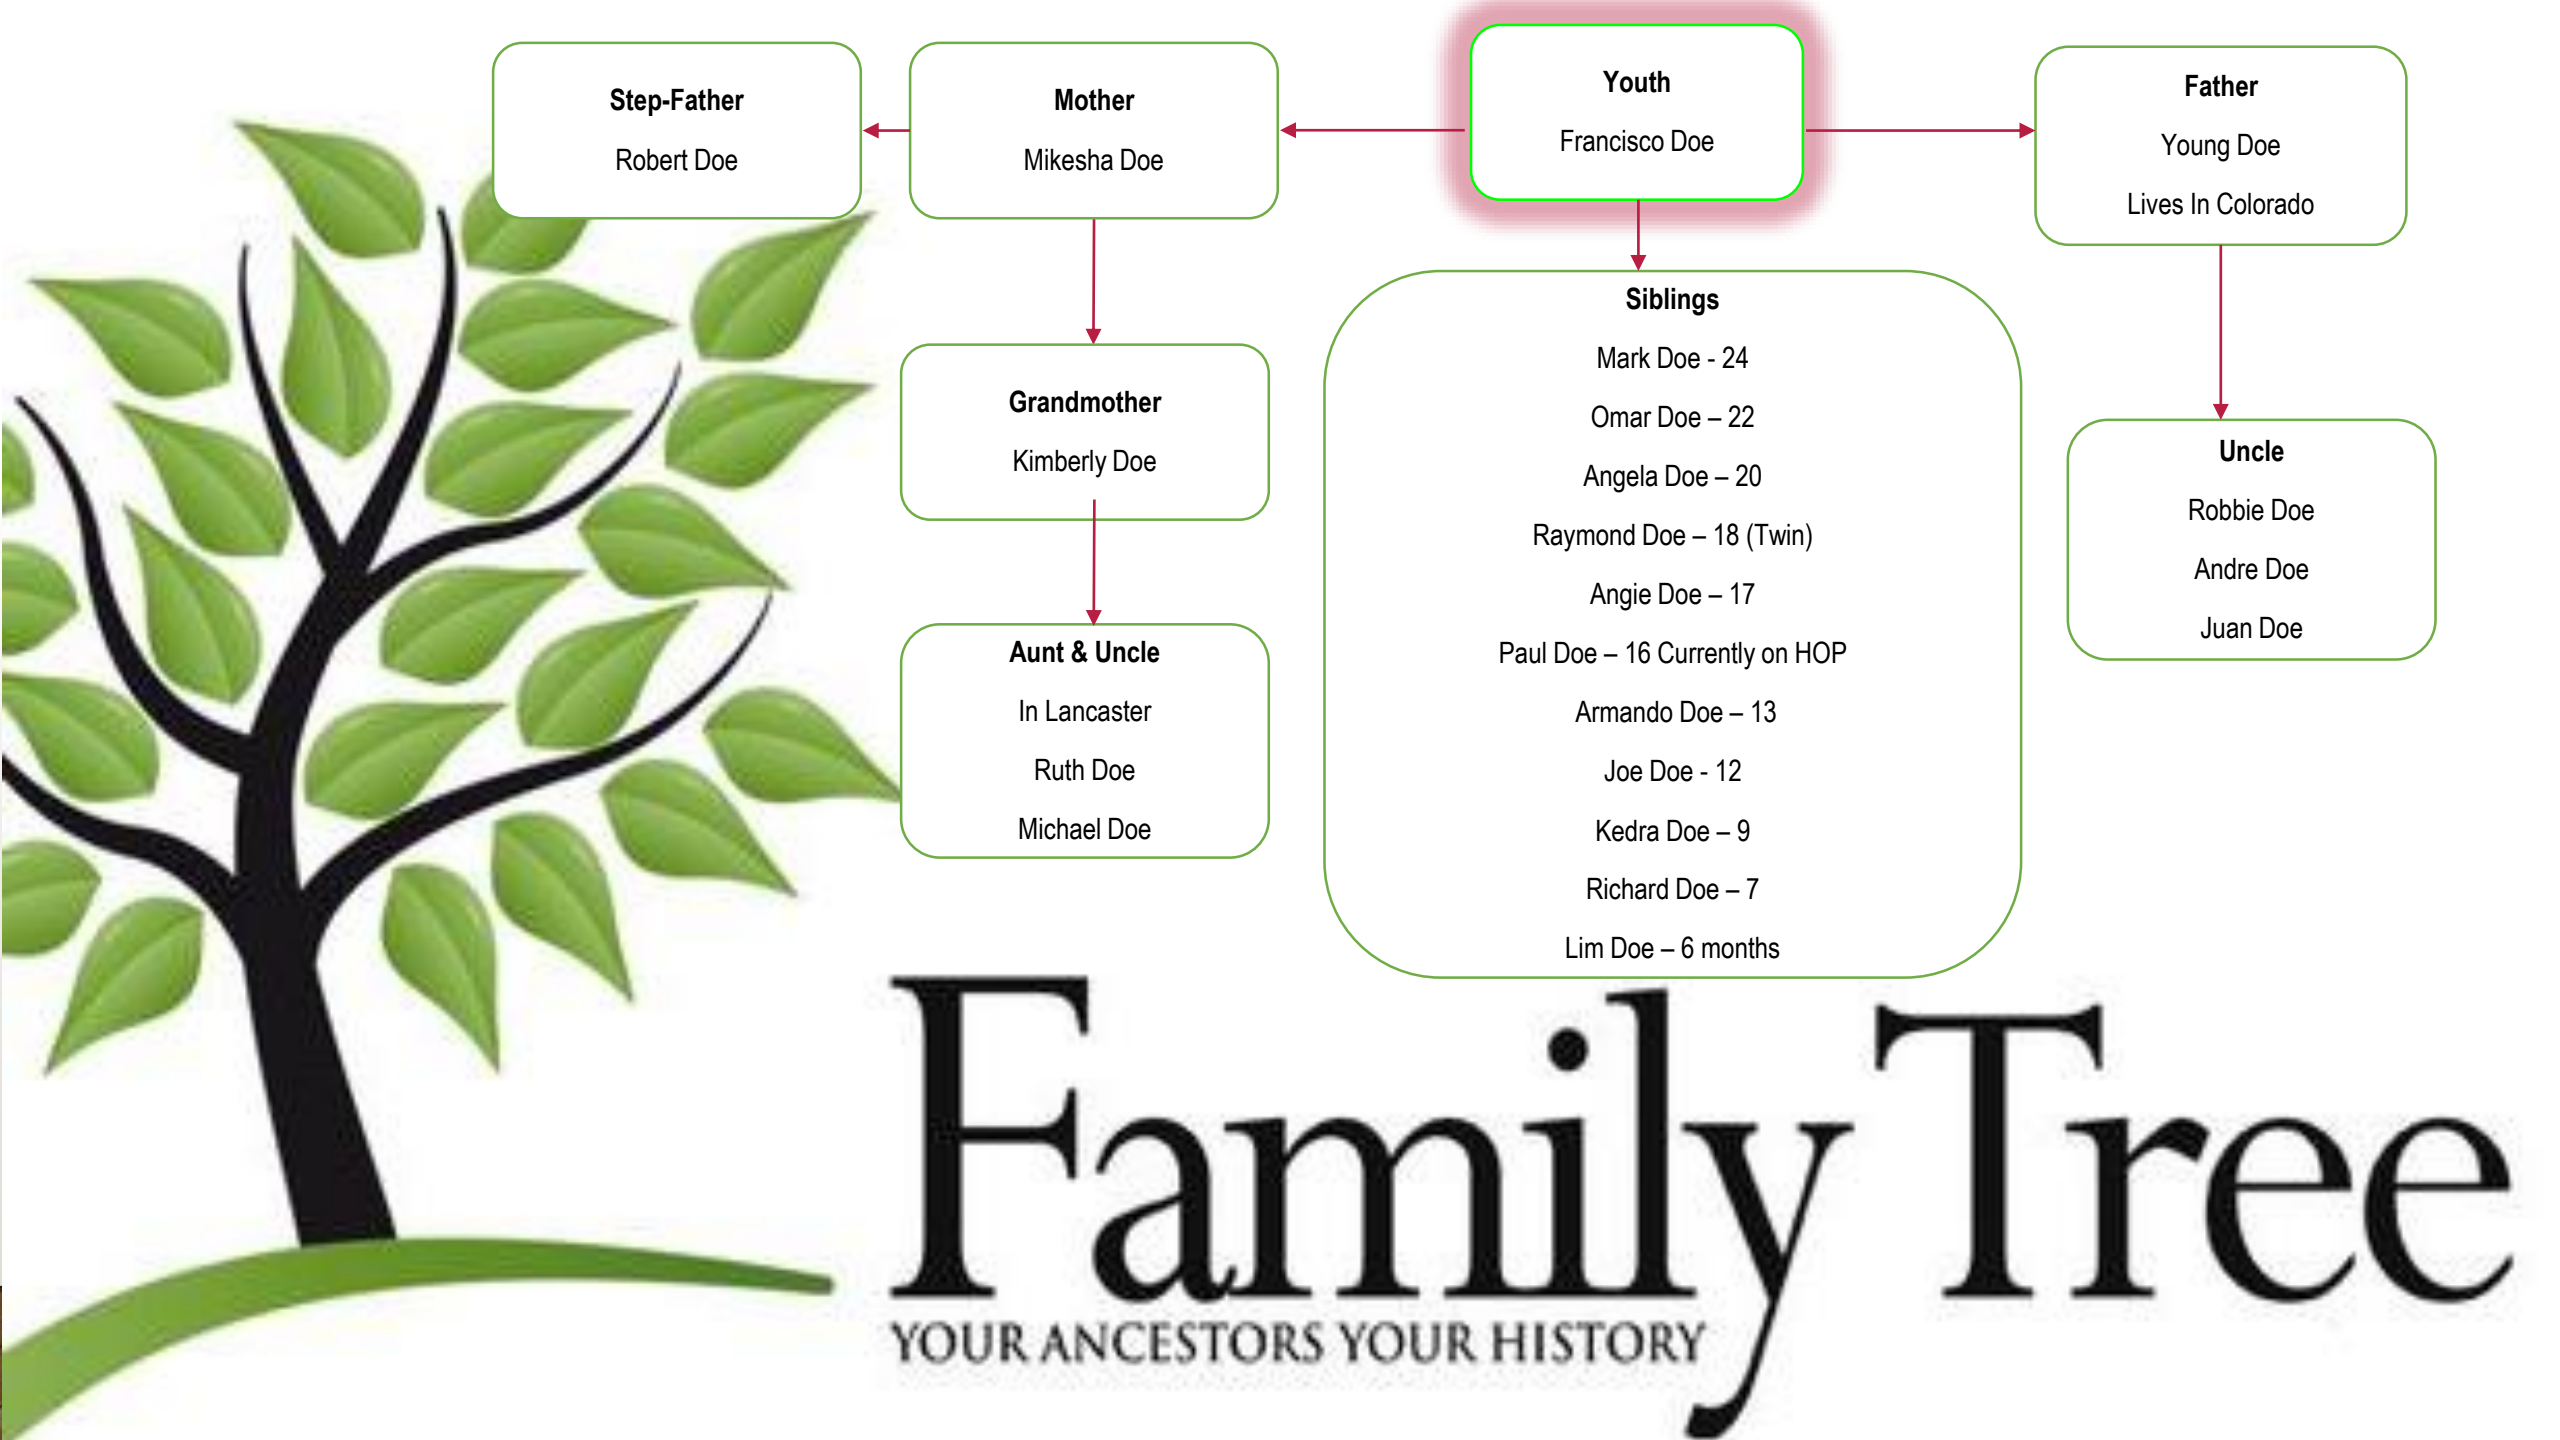 Step-Father
Robert Doe
Mother
Mikesha Doe
Youth
Francisco Doe
Father
Young Doe
Lives In Colorado
Grandmother
Kimberly Doe
Aunt & Uncle
In Lancaster
Ruth Doe
Michael Doe
Siblings
Mark Doe - 24
Omar Doe – 22
Angela Doe – 20
Raymond Doe – 18 (Twin)
Angie Doe – 17
Paul Doe – 16 Currently on HOP
Armando Doe – 13
Joe Doe - 12
Kedra Doe – 9
Richard Doe – 7
Lim Doe – 6 months
Uncle
Robbie Doe
Andre Doe
Juan Doe
Family Tree
YOUR ANCESTORS YOUR HISTORY